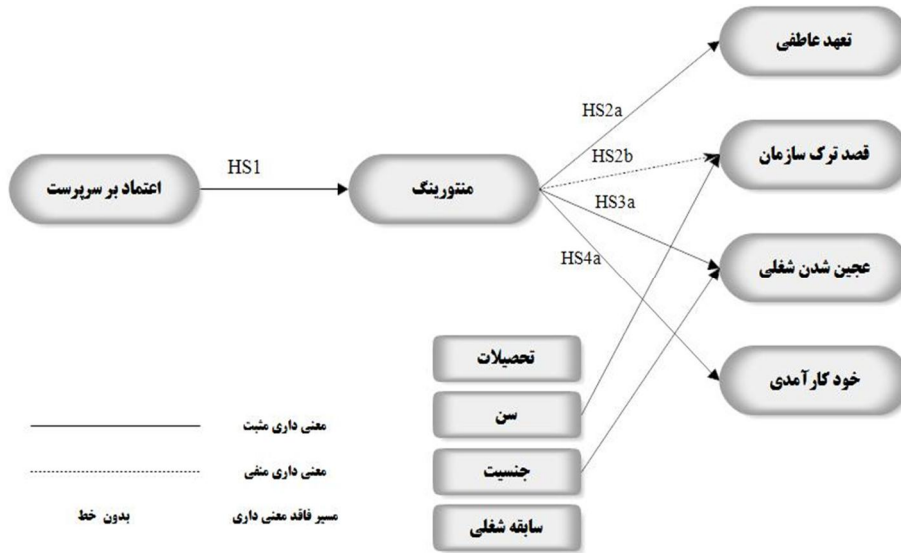 تعهد عاطفی
HS2a
قصد ترک سازمان
HS2b
HS1
اعتماد بر سرپرست
منتورینگ
HS3a
عجین شدن شغلی
HS4a
تحصیلات
خود کارآمدی
سن
معنی داری مثبت
جنسیت
معنی داری منفی
سابقه شغلی
مسیر فاقد معنی داری
بدون خط